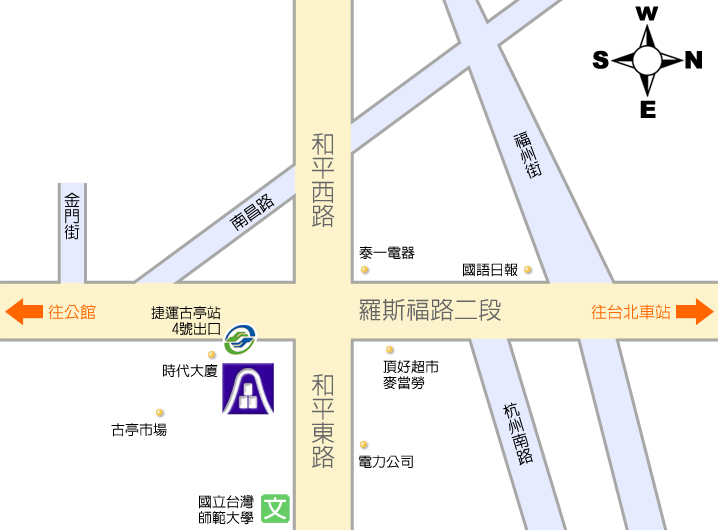 W
S
N
E
福州街
和平西路
金門街
南昌路
泰一電器
國語日報
往公館
捷運古亭站
4號出口
羅斯福路二段
往台北車站
時代大廈
頂好超市
麥當勞
和平東路
杭州南路
古亭市場
電力公司
國立台灣
師範大學
文